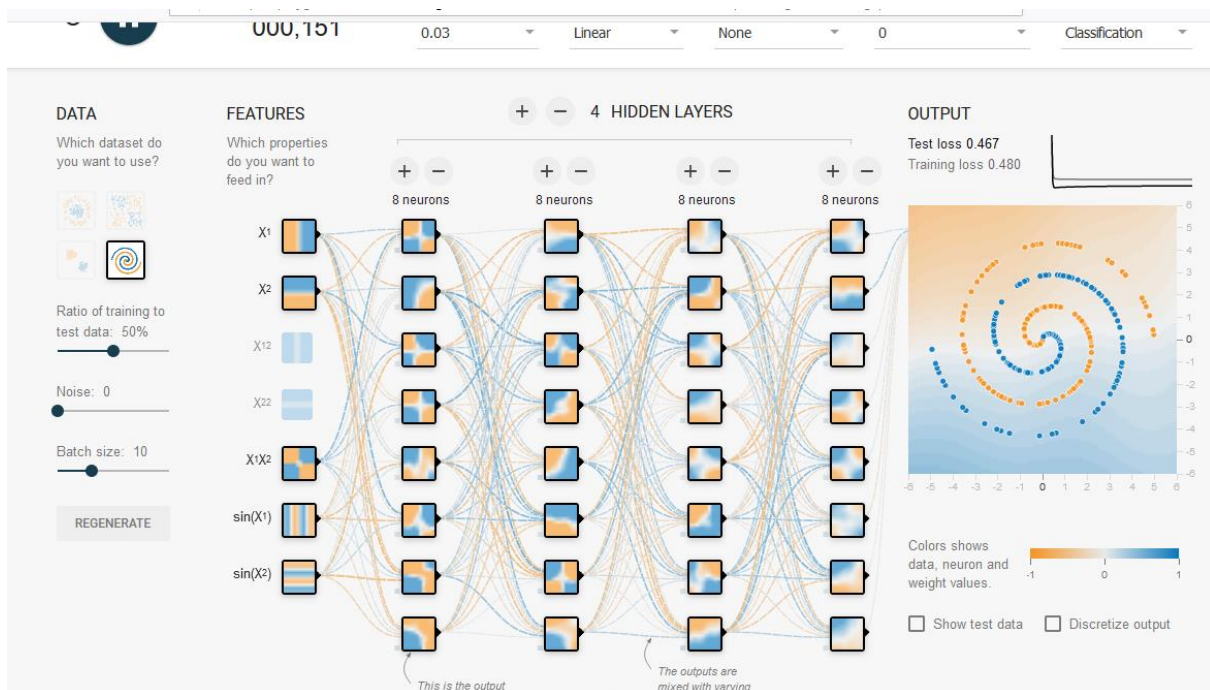 000,151
0.03
Linear
None
0
Classification
DATA
Which dataset do
you want to use?
Ratio of training to
test data: 50%
Noise: 0
Batch size: 10
REGENERATE
FEATURES
Which properties
do you want to
feed in?
X1
X2
X12
X22
X1X2
sin(X1)
sin(X2)
+ − 4 HIDDEN LAYERS
+ − + − + − + −
8 neurons 8 neurons 8 neurons 8 neurons
This is the output
The outputs are
mixed with varying
OUTPUT
Test loss 0.467
Training loss 0.480
6
5
4
3
2
1
0
-1
-2
-3
-4
-5
-6
-6 -5 -4 -3 -2 -1 0 1 2 3 4 5 6
Colors shows
data, neuron and
weight values.
-1 0 1
Show test data Discretize output